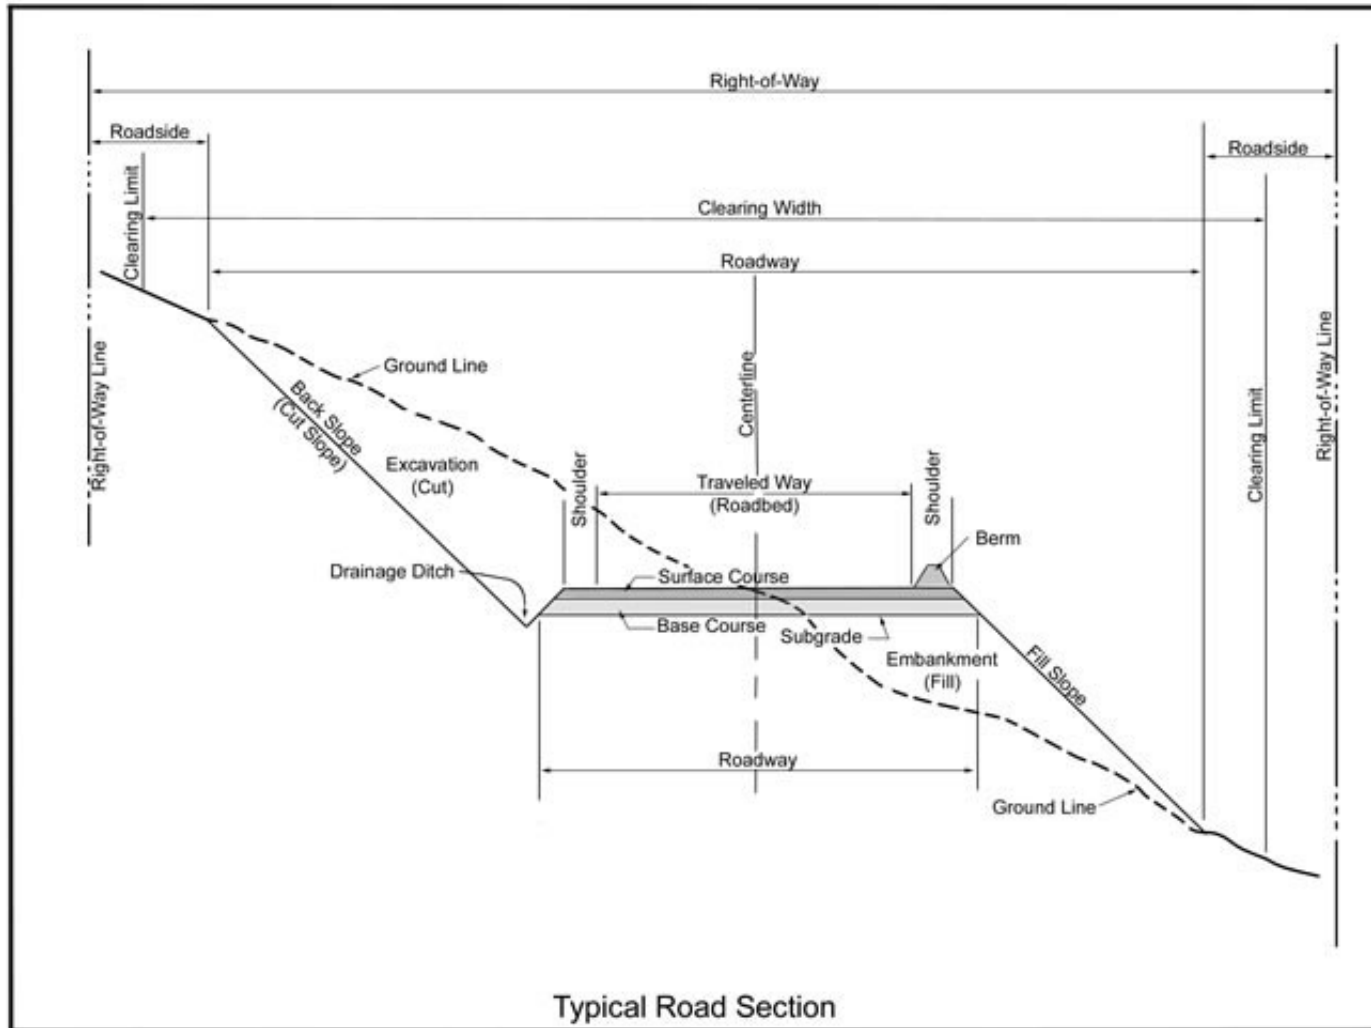 Right-of-Way
Roadside
Roadside
Clearing Limit
Clearing Width
Roadway
Right-of-Way Line
Ground Line
Back Slope
(Cut Slope)
Excavation
(Cut)
Centerline
Clearing Limit
Right-of-Way Line
Shoulder
Traveled Way
(Roadbed)
Shoulder
Berm
Drainage Ditch
Surface Course
Base Course
Subgrade
Embankment
(Fill)
Fill Slope
Roadway
Ground Line
Typical Road Section